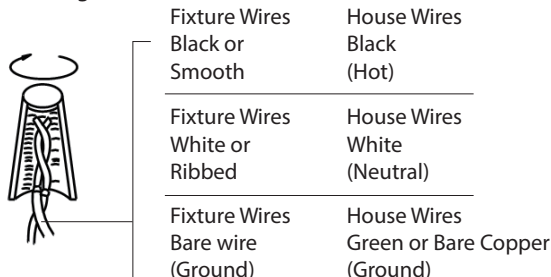 Fixture Wires House Wires
Black or Black
Smooth (Hot)
Fixture Wires House Wires
White or White
Ribbed (Neutral)
Fixture Wires House Wires
Bare wire Green or Bare Copper
(Ground) (Ground)